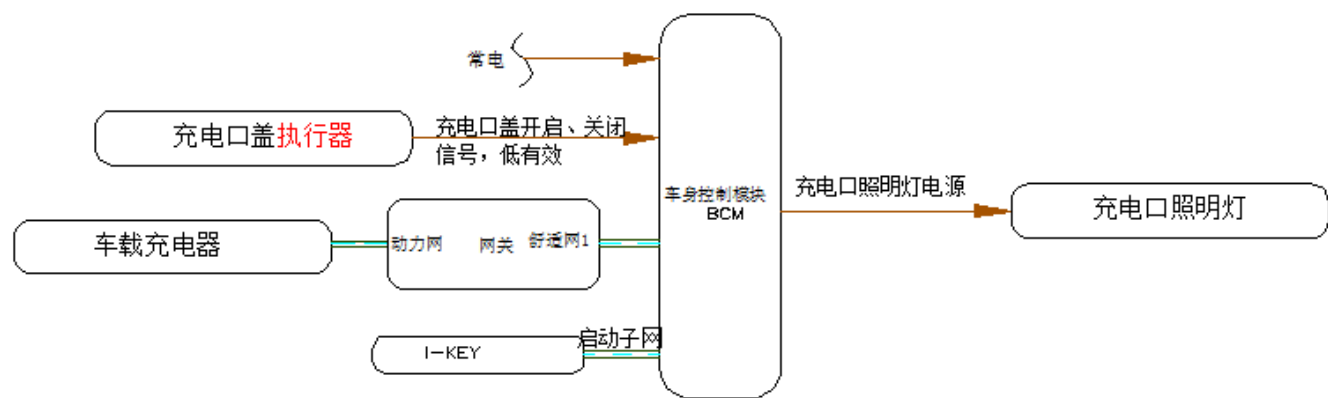 常电
充电口盖执行器
充电口盖开启、关闭
信号，低有效
车身控制模块
BCM
充电口照明灯电源
充电口照明灯
车载充电器
动力网
网关
舒适网1
启动子网
I-KEY